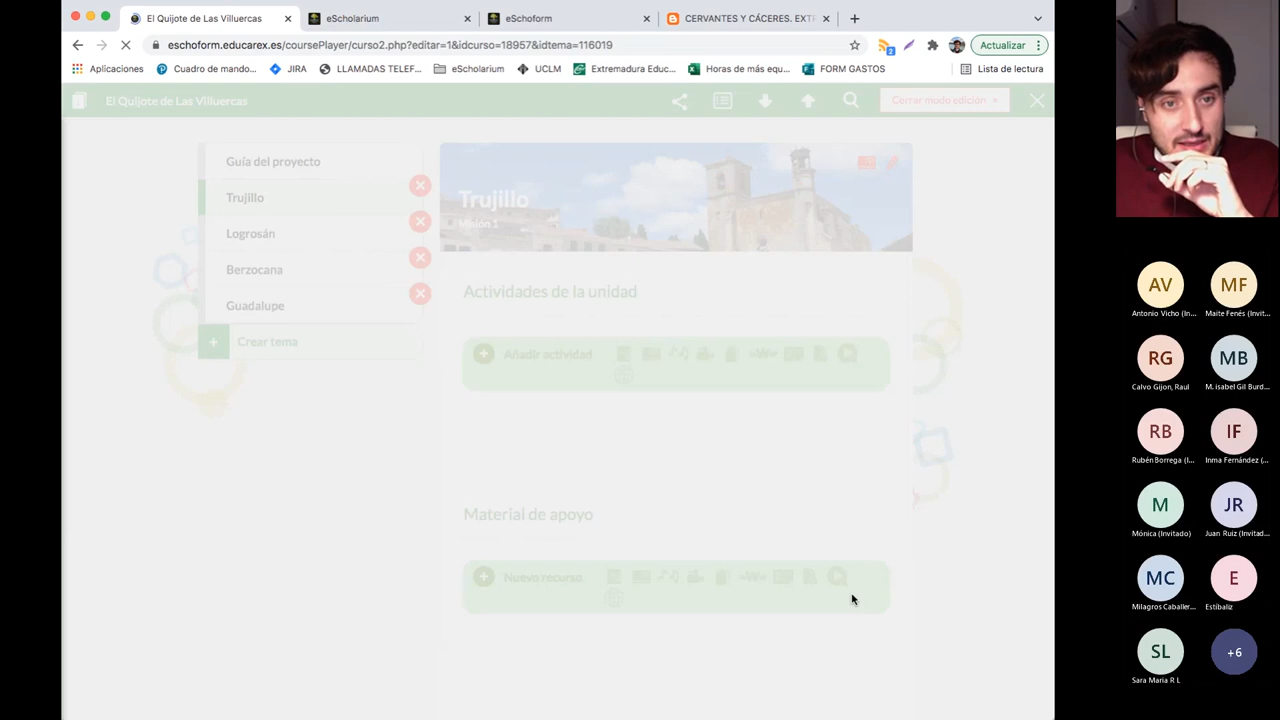 El Quijote de Las Villuercas
eScholarium
eSchoform
CERVANTES Y CÁCERES. EXT
eschoform.educarex.es/coursePlayer/curso2.php?editar=1&idcurso=18957&idtema=116019
2
Actualizar
Aplicaciones
Cuadro de mando...
JIRA
LLAMADAS TELEF...
eScholarium
UCLM
Extremadura Educ...
Horas de más equ...
FORM GASTOS
Lista de lectura
El Quijote de Las Villuercas
Cerrar modo edición
Guía del proyecto
Trujillo
Logrosán
Berzocana
Guadalupe
Crear tema
Trujillo
Misión 1
Actividades de la unidad
Añadir actividad
Material de apoyo
Nuevo recurso
AV
MF
Antonio Vicho (In...
Maite Fenés (Invit...
RG
MB
Calvo Gijon, Raul
M. isabel Gil Burd...
RB
IF
Rubén Borrega (I...
Inma Fernández (...
M
JR
Mónica (Invitado)
Juan Ruiz (Invitad...
MC
E
Milagros Caballer...
Estíbaliz
SL
+6
Sara Maria R L